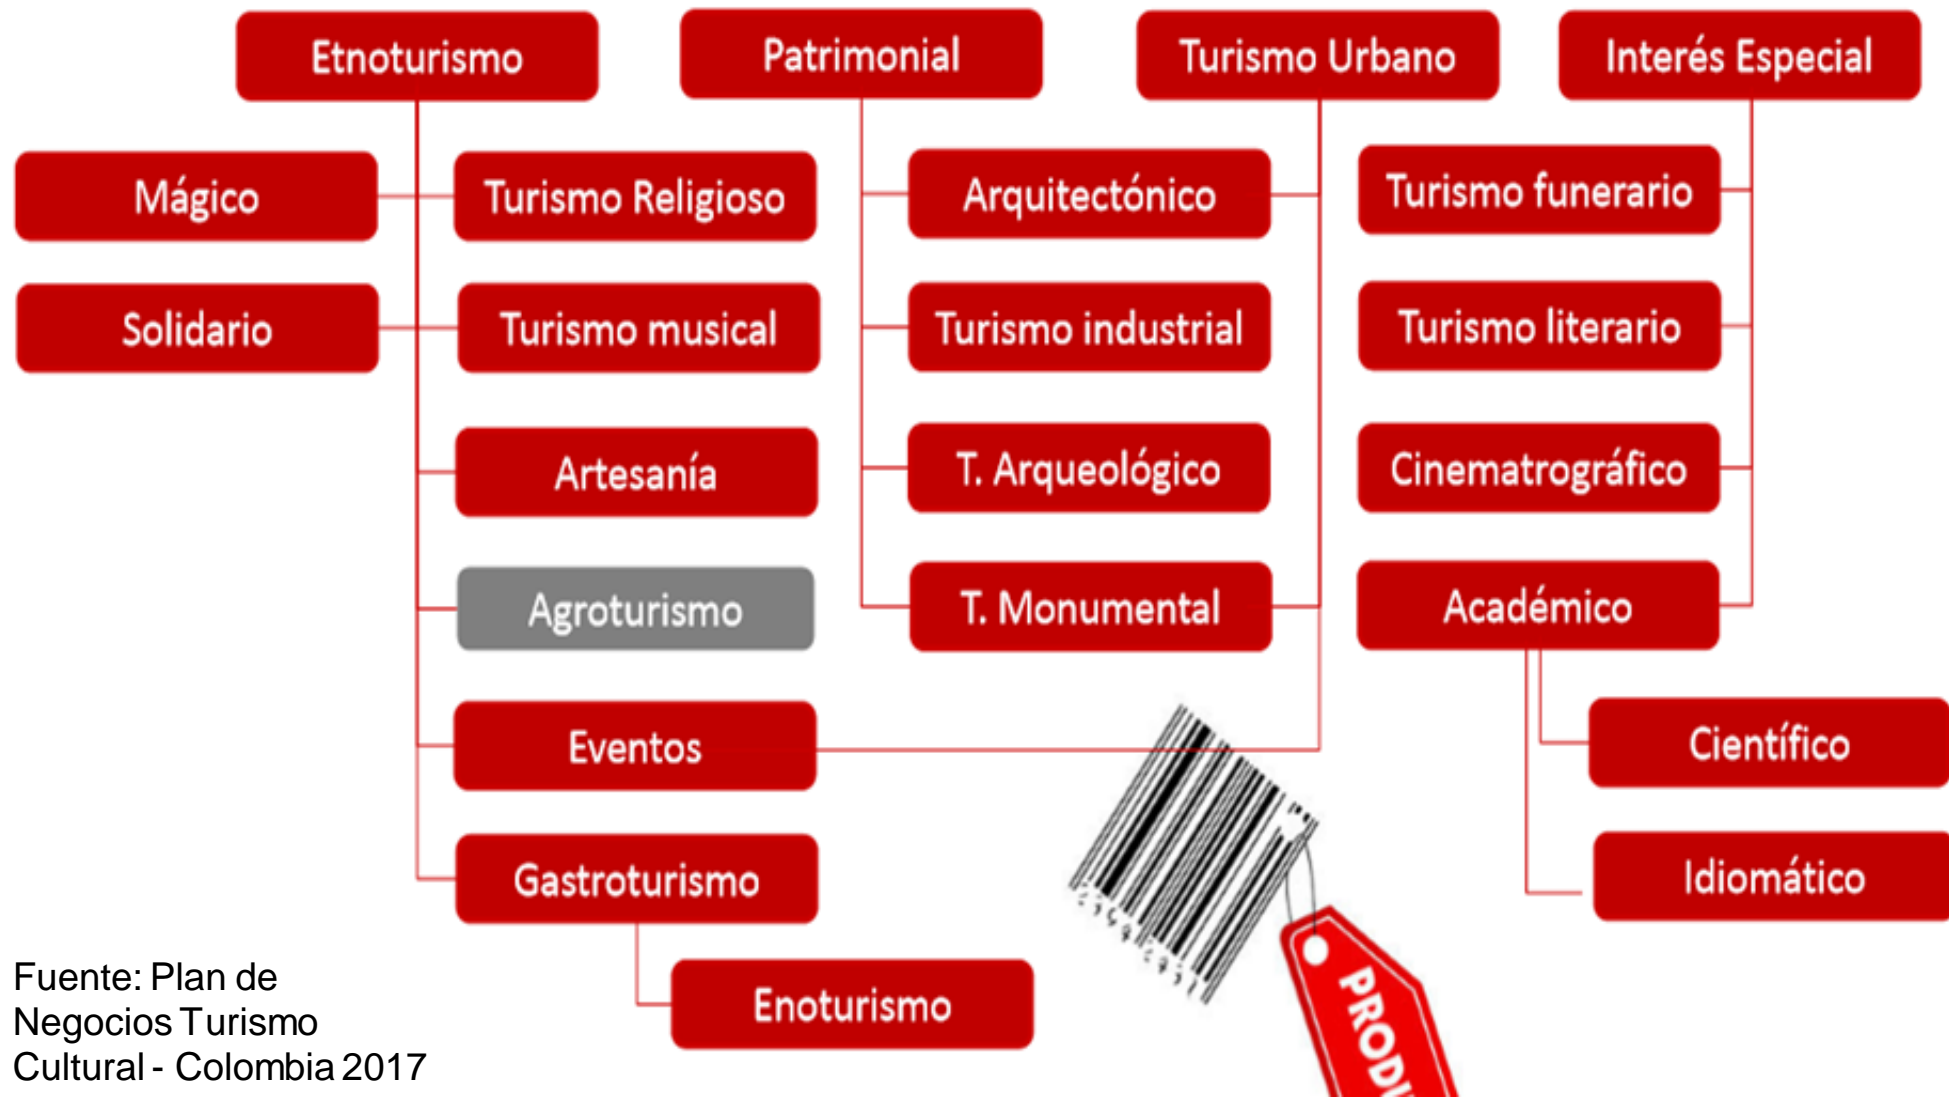 Etnoturismo
Patrimonial
Turismo Urbano
Interés Especial
Mágico
Turismo Religioso
Arquitectónico
Turismo funerario
Solidario
Turismo musical
Turismo industrial
Turismo literario
Artesanía
T. Arqueológico
Cinematrográfico
Agroturismo
T. Monumental
Académico
Eventos
Científico
Gastroturismo
Idiomático
Enoturismo
Fuente: Plan de
Negocios Turismo
Cultural - Colombia 2017